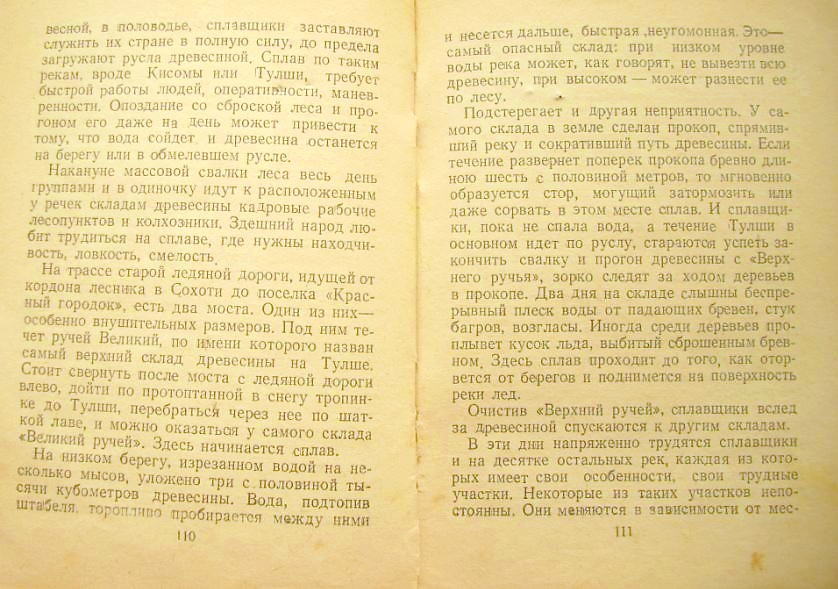 весной, в половодье, сплавщики заставляют
служить их стране в полную силу, до предела
загружают русла древесиной. Сплав по таким
рекам, вроде Кисомы или Тулши, требует
быстрой работы людей, оперативности, манев-
ренности. Опоздание со сброской леса и про-
гоном его даже на день может привести к
тому, что вода сойдет и древесина останется
на берегу или в обмелевшем русле.
Накануне массовой свалки леса весь день
группами и в одиночку идут к расположенным
у речек складам древесины кадровые рабочие
лесопунктов и колхозники. Здешний народ лю-
бит трудиться на сплаве, где нужны находчи-
вость, ловкость, смелость.
На трассе старой ледяной дороги, идущей от
кордона лесника в Сохоти до поселка «Крас-
ный городок», есть два моста. Один из них—
особенно внушительных размеров. Под ним те-
чет ручей Великий, по имени которого назван
самый верхний склад древесины на Тулше.
Стоит свернуть после моста с ледяной дороги
влево, дойти по протоптанной в снегу тропин-
ке до Тулши, перебраться через нее по шат-
кой лаве, и можно оказаться у самого склада
«Великий ручей». Здесь начинается сплав.
На низком берегу, изрезанном водой на не-
сколько мысов, уложено три с половиной ты-
сячи кубометров древесины. Вода, подтопив
штабеля, торопливо пробирается между ними
110
и несется дальше, быстрая ,неугомонная. Это—
самый опасный склад: при низком уровне
воды река может, как говорят, не вывезти всю
древесину, при высоком — может разнести ее
по лесу.
Подстерегает и другая неприятность. У са-
мого склада в земле сделан прокоп, спрямив-
ший реку и сокративший путь древесины. Если
течение развернет поперек прокопа бревно дли-
ною шесть с половиной метров, то мгновенно
образуется стор, могущий затормозить или
даже сорвать в этом месте сплав. И сплавщи-
ки, пока не спала вода, а течение Тулши в
основном идет по руслу, стараются успеть за-
кончить свалку и прогон древесины с «Верх-
него ручья», зорко следят за ходом деревьев
в прокопе. Два дня на складе слышны беспре-
рывный плеск воды от падающих бревен, стук
багров, возгласы. Иногда среди деревьев про-
плывет кусок льда, выбитый сброшенным брев-
ном. Здесь сплав проходит до того, как отор-
вется от берегов и поднимется на поверхность
реки лед.
Очистив «Верхний ручей», сплавщики вслед
за древесиной спускаются к другим складам.
В эти дни напряженно трудятся сплавщики
и на десятке остальных рек, каждая из кото-
рых имеет свои особенности, свои трудные
участки. Некоторые из таких участков непо-
стоянны. Они меняются в зависимости от мес-
111